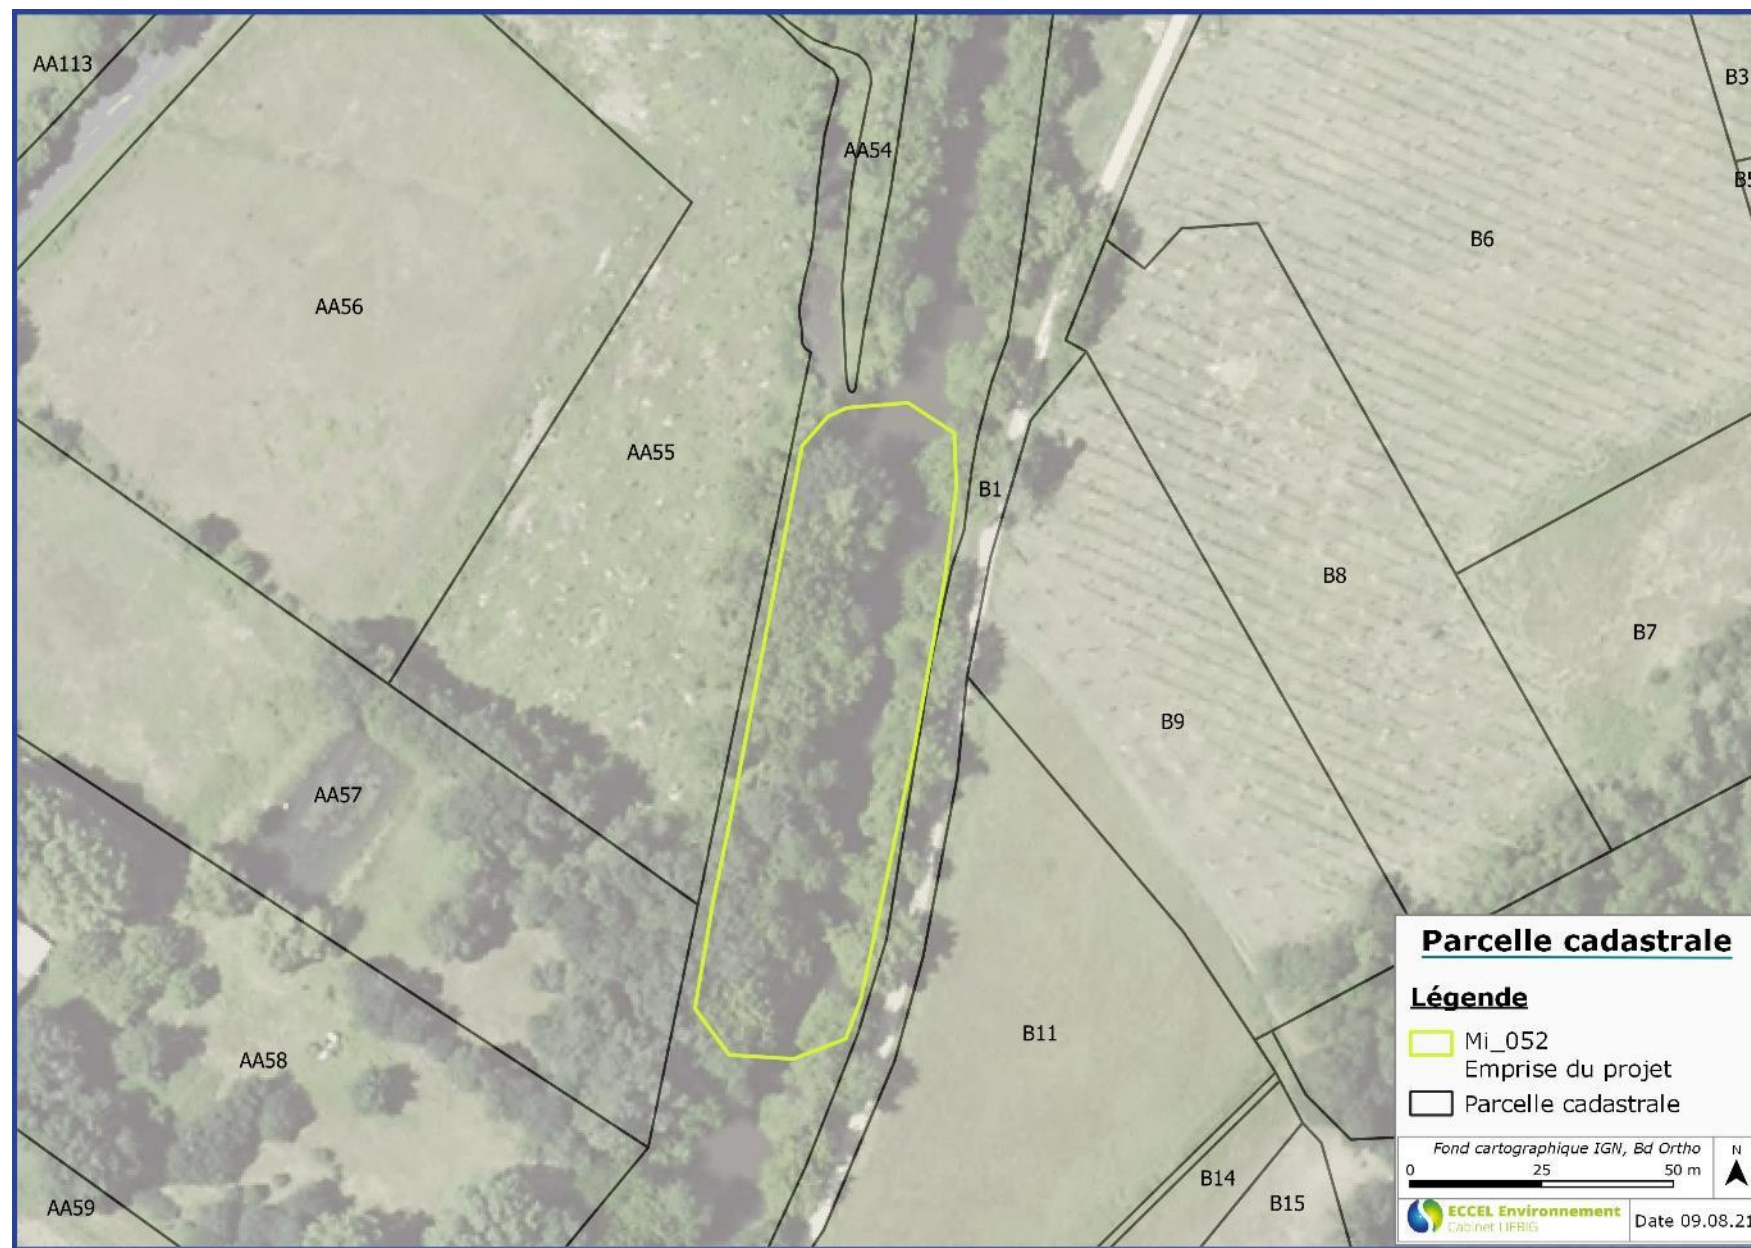 AA113
B3
AA54
B5
B6
AA56
AA55
B1
B8
B7
B9
AA57
B11
AA58
B14
B15
AA59
Parcelle cadastrale
Légende
Mi_052
Emprise du projet
Parcelle cadastrale
Fond cartographique IGN, Bd Ortho
0 25 50 m
N
ECCEL Environnement
Cabinet LIEBIG
Date 09.08.21